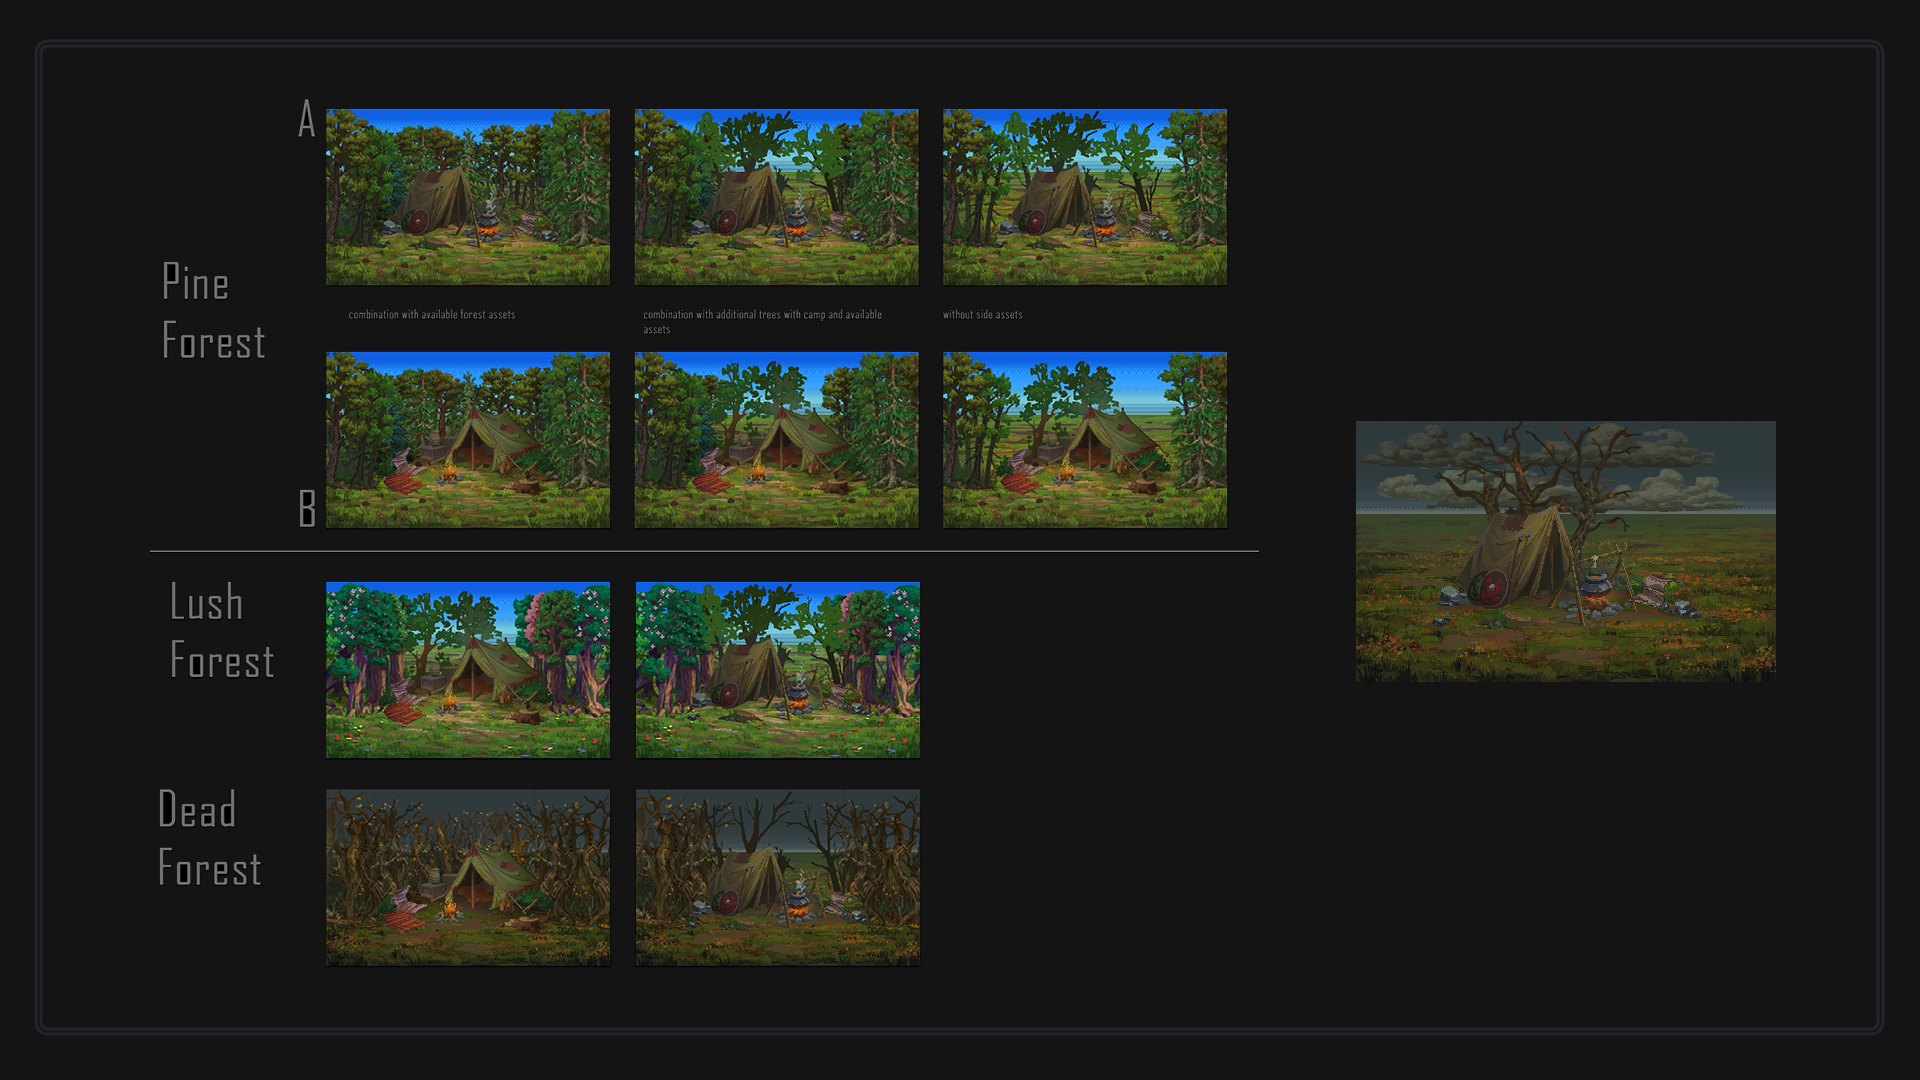 A
Pine
Forest
combination with available forest assets
combination with additional trees with camp and available
assets
without side assets
B
Lush
Forest
Dead
Forest